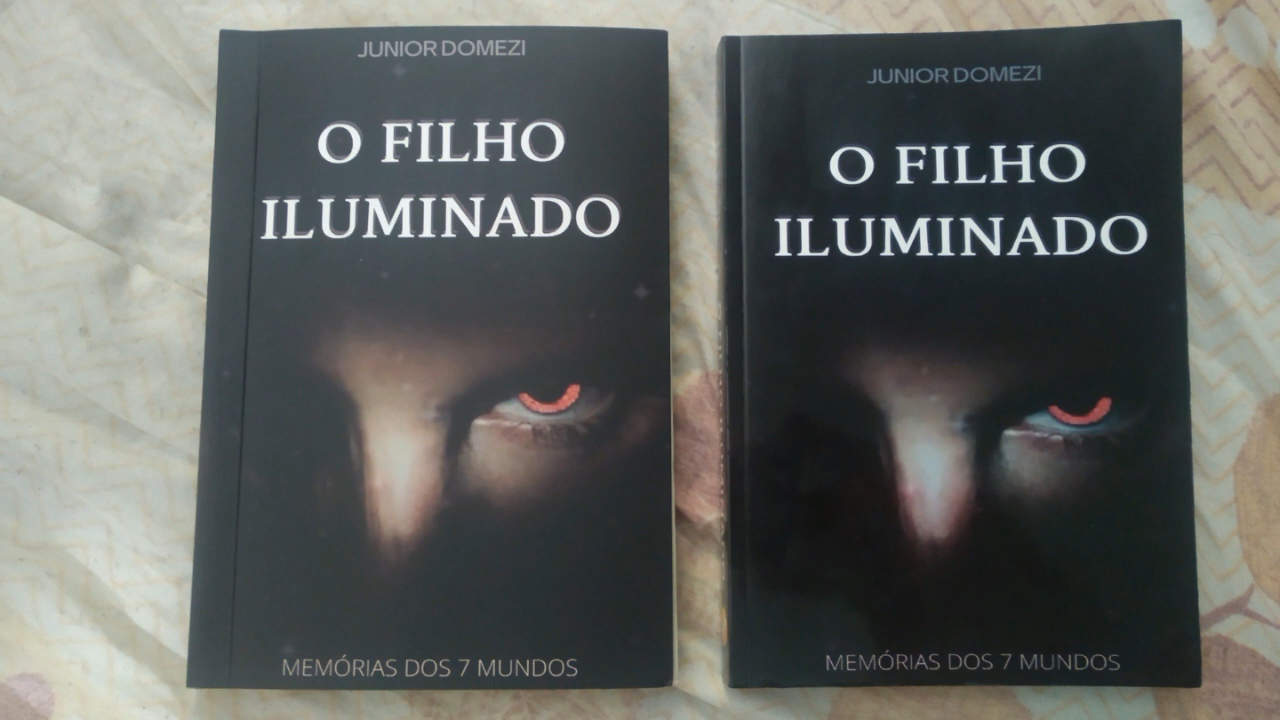 JUNIOR DOMEZI
O FILHO
ILUMINADO
MEMÓRIAS DOS 7 MUNDOS
JUNIOR DOMEZI
O FILHO
ILUMINADO
MEMÓRIAS DOS 7 MUNDOS